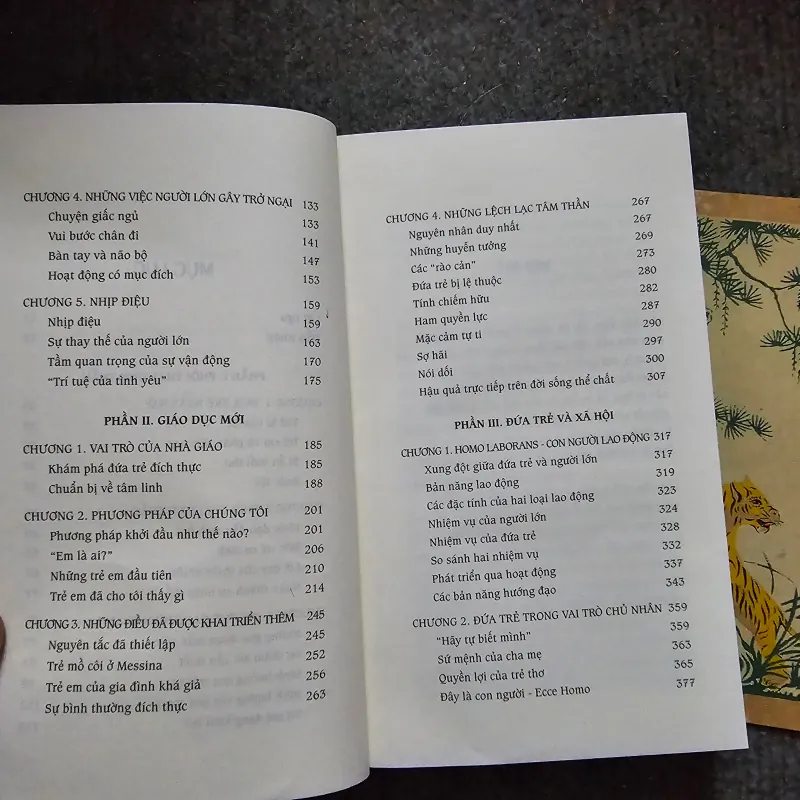 CHƯƠNG 4. NHỮNG VIỆC NGƯỜI LỚN GÂY TRỞ NGẠI 133
Chuyện giấc ngủ 133
Vui bước chân đi 141
Bàn tay và não bộ 147
Hoạt động có mục đích 153
CHƯƠNG 5. NHỊP ĐIỆU 159
Nhịp điệu 159
Sự thay thế của người lớn 163
Tầm quan trọng của sự vận động 170
“Trí tuệ của tình yêu” 175
PHẦN II. GIÁO DỤC MỚI
CHƯƠNG 1. VAI TRÒ CỦA NHÀ GIÁO 185
Khám phá đứa trẻ đích thực 185
Chuẩn bị về tâm linh 188
CHƯƠNG 2. PHƯƠNG PHÁP CỦA CHÚNG TÔI 201
Phương pháp khởi đầu như thế nào? 201
“Em là ai?” 206
Những trẻ em đầu tiên 210
Trẻ em đã cho tôi thấy gì 214
CHƯƠNG 3. NHỮNG ĐIỀU ĐÃ ĐƯỢC KHAI TRIỂN THÊM 245
Nguyên tắc đã thiết lập 245
Trẻ mồ côi ở Messina 252
Trẻ em của gia đình khá giả 256
Sự bình thường đích thực 263
CHƯƠNG 4. NHỮNG LỆCH LẠC TÂM THẦN 267
Nguyên nhân duy nhất 267
Những huyễn tưởng 269
Các “rào cản” 273
Đứa trẻ bị lệ thuộc 280
Tính chiếm hữu 282
Ham quyền lực 287
Mặc cảm tự ti 290
Sợ hãi 297
Nói dối 300
Hậu quả trực tiếp trên đời sống thể chất 307
PHẦN III. ĐỨA TRẺ VÀ XÃ HỘI
CHƯƠNG 1. HOMO LABORANS - CON NGƯỜI LAO ĐỘNG 317
Xung đột giữa đứa trẻ và người lớn 317
Bản năng lao động 319
Các đặc tính của hai loại lao động 323
Nhiệm vụ của người lớn 324
Nhiệm vụ của đứa trẻ 328
So sánh hai nhiệm vụ 332
Phát triển qua hoạt động 337
Các bản năng hướng đạo 343
CHƯƠNG 2. ĐỨA TRẺ TRONG VAI TRÒ CHỦ NHÂN 359
“Hãy tự biết mình” 359
Sứ mệnh của cha mẹ 363
Quyền lợi của trẻ thơ 365
Đây là con người - Ecce Homo 377